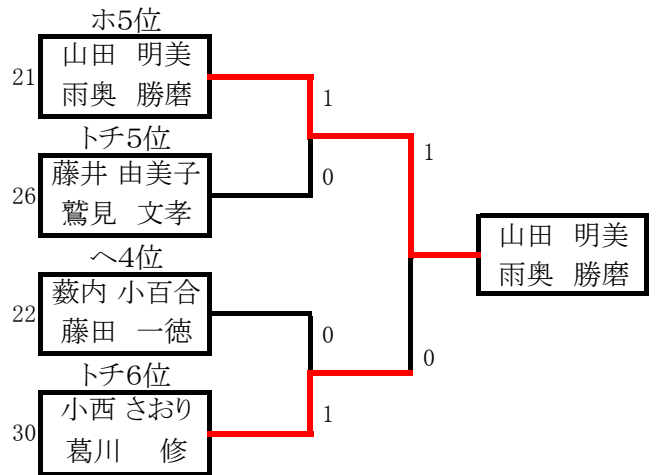 ホ5位
21
山田 明美
雨奥 勝磨
1
トチ5位
26
藤井 由美子
鷲見 文孝
0
1
山田 明美
雨奥 勝磨
ヘ4位
22
薮内 小百合
藤田 一徳
0
0
トチ6位
30
小西 さおり
葛川 修
1